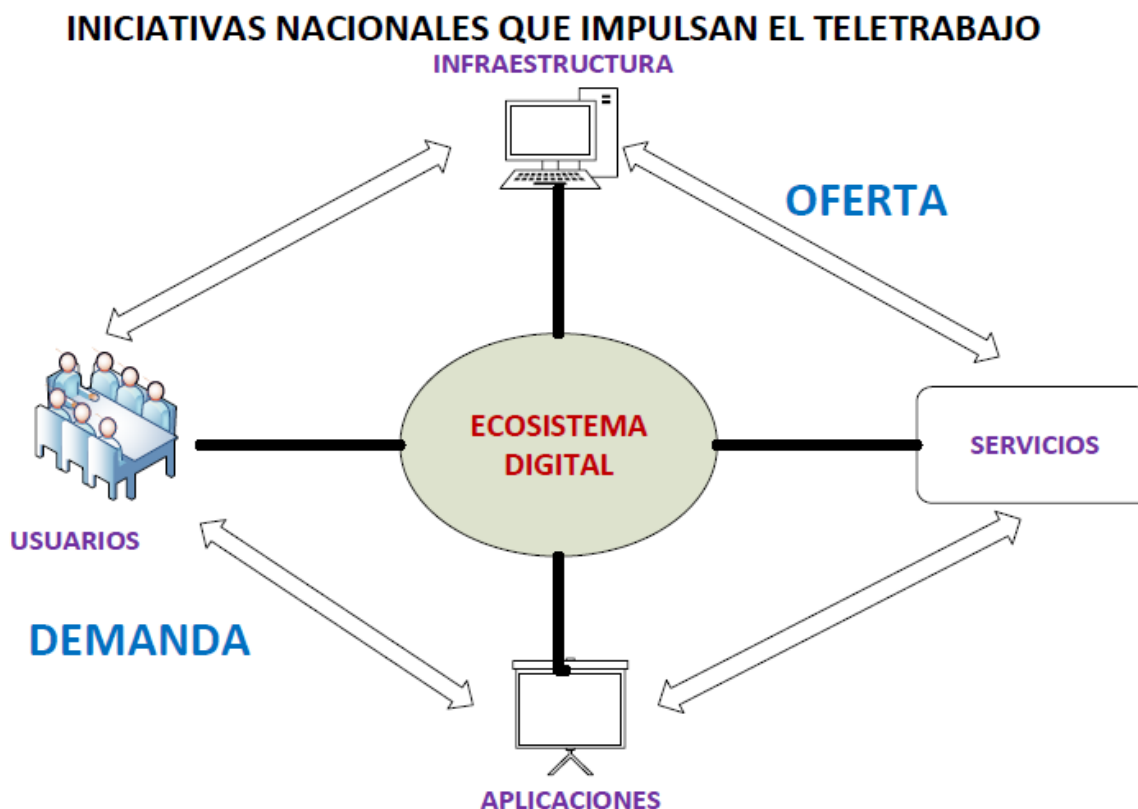 INICIATIVAS NACIONALES QUE IMPULSAN EL TELETRABAJO
INFRAESTRUCTURA
OFERTA
ECOSISTEMA
DIGITAL
SERVICIOS
USUARIOS
DEMANDA
APLICACIONES